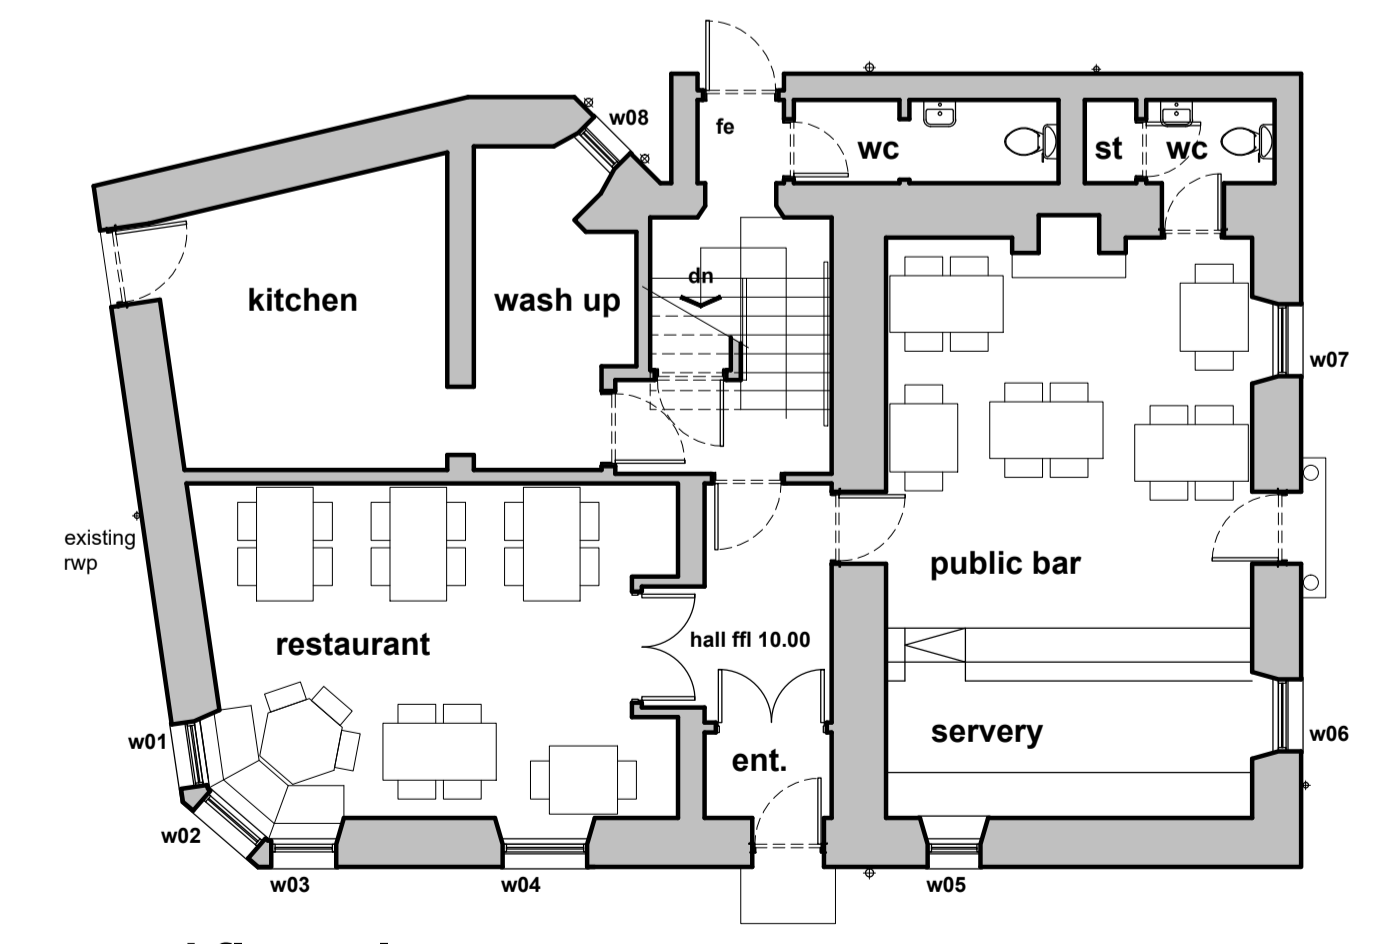 w08
fe
wc
st
wc
dn
kitchen
wash up
w07
existing
rwp
public bar
restaurant
hall ffl 10.00
w01
servery
w06
ent.
w02
w03
w04
w05